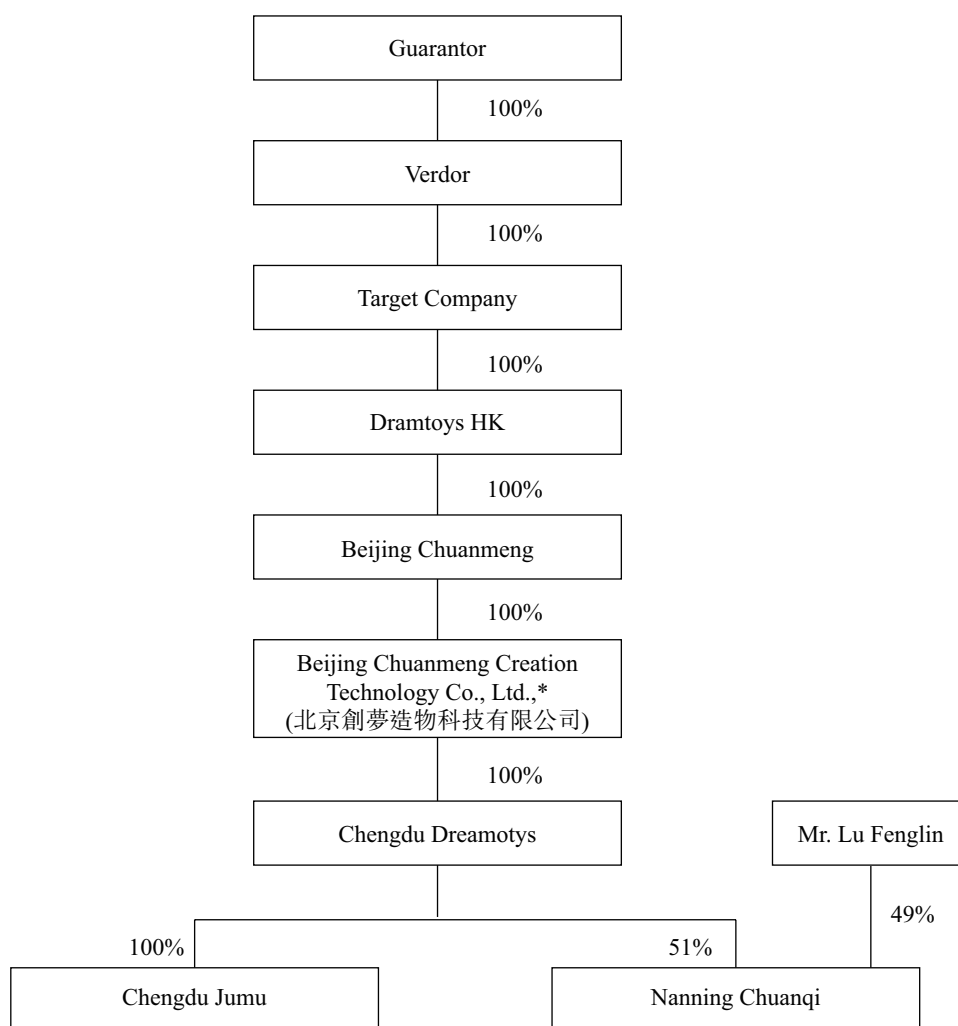 Guarantor
100%
Verdor
100%
Target Company
100%
Dramtoys HK
100%
Beijing Chuanmeng
100%
Beijing Chuanmeng Creation
Technology Co., Ltd.,*
(北京創夢造物科技有限公司)
100%
Chengdu Dreamotys
Mr. Lu Fenglin
49%
100%
51%
Chengdu Jumu
Nanning Chuanqi